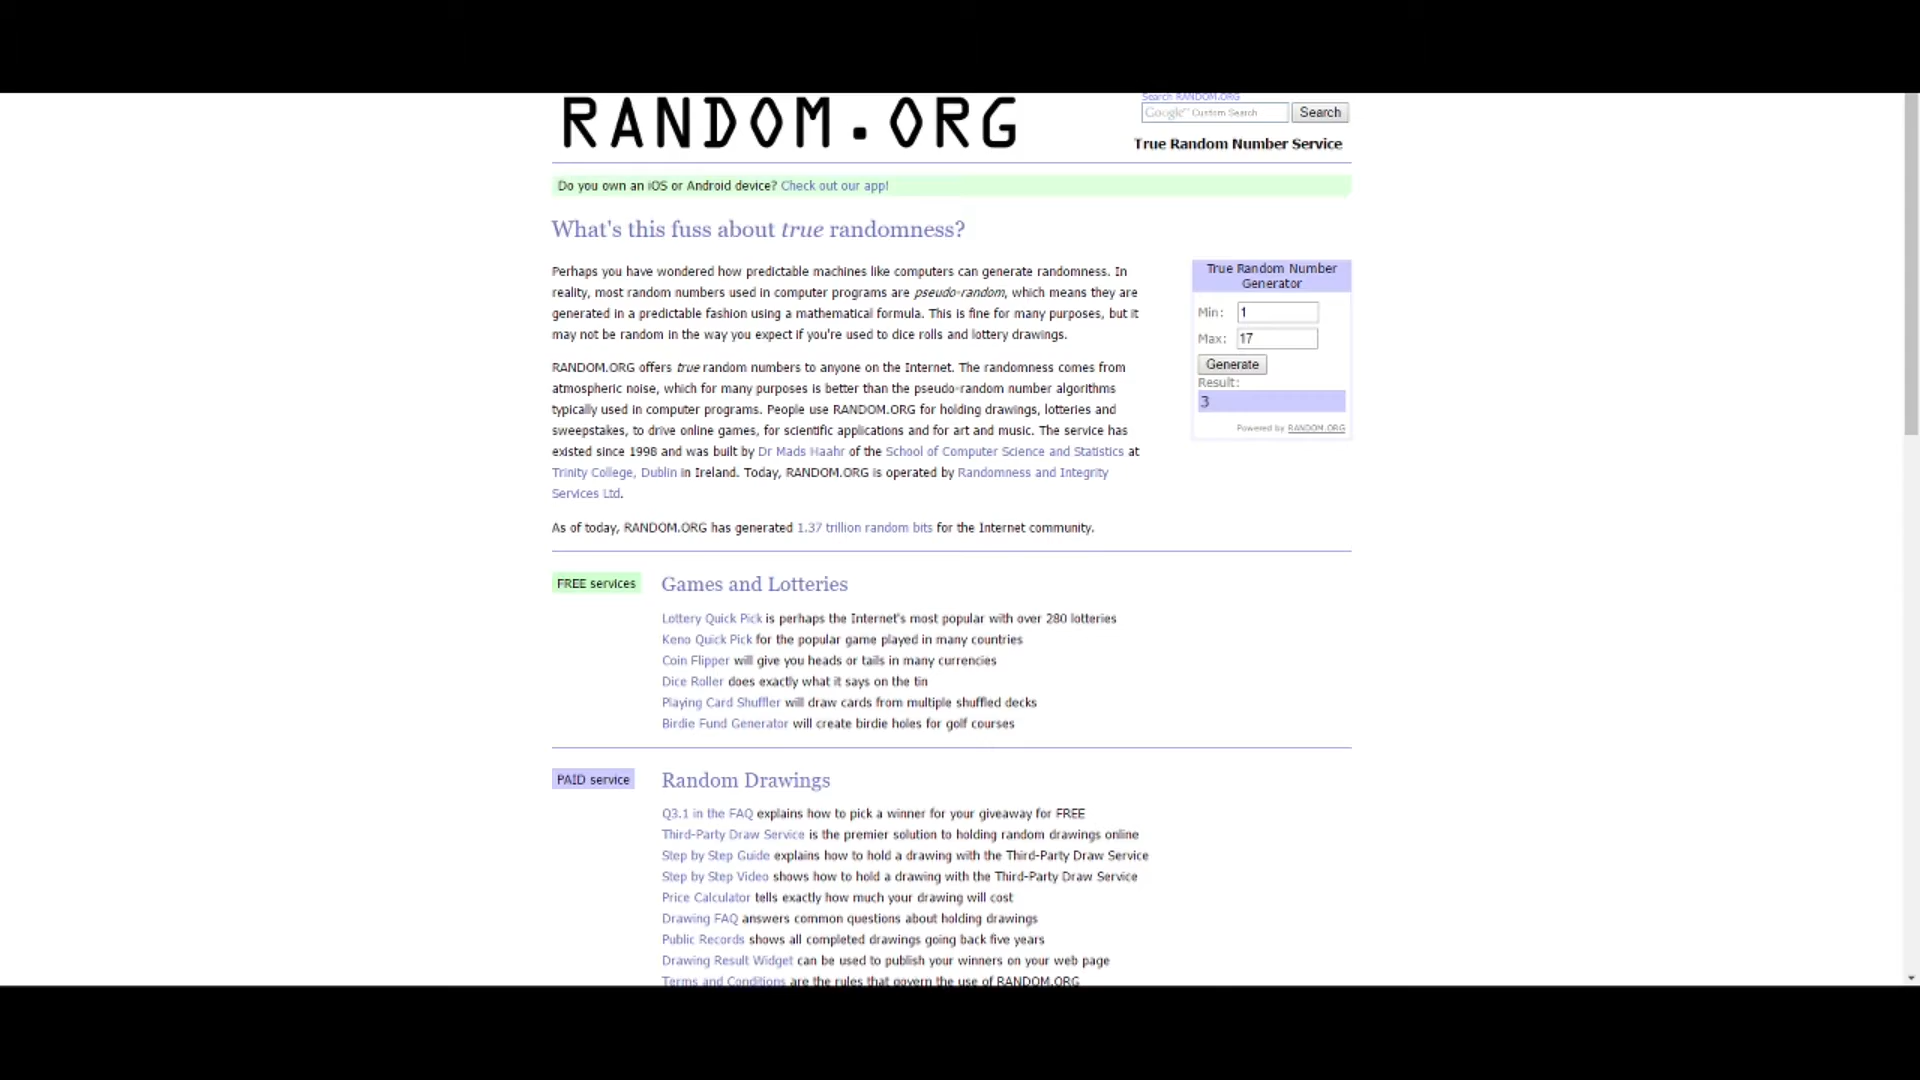 RANDOM.ORG
Search RANDOM.ORG
Google™ Custom Search
Search
True Random Number Service
Do you own an iOS or Android device? Check out our app!
What's this fuss about true randomness?
Perhaps you have wondered how predictable machines like computers can generate randomness. In
reality, most random numbers used in computer programs are pseudo-random, which means they are
generated in a predictable fashion using a mathematical formula. This is fine for many purposes, but it
may not be random in the way you expect if you're used to dice rolls and lottery drawings.
RANDOM.ORG offers true random numbers to anyone on the Internet. The randomness comes from
atmospheric noise, which for many purposes is better than the pseudo-random number algorithms
typically used in computer programs. People use RANDOM.ORG for holding drawings, lotteries and
sweepstakes, to drive online games, for scientific applications and for art and music. The service has
existed since 1998 and was built by Dr Mads Haahr of the School of Computer Science and Statistics at
Trinity College, Dublin in Ireland. Today, RANDOM.ORG is operated by Randomness and Integrity
Services Ltd.
As of today, RANDOM.ORG has generated 1.37 trillion random bits for the Internet community.
True Random Number
Generator
Min: 1
Max: 17
Generate
Result:
3
Powered by RANDOM.ORG
FREE services
Games and Lotteries
Lottery Quick Pick is perhaps the Internet's most popular with over 280 lotteries
Keno Quick Pick for the popular game played in many countries
Coin Flipper will give you heads or tails in many currencies
Dice Roller does exactly what it says on the tin
Playing Card Shuffler will draw cards from multiple shuffled decks
Birdie Fund Generator will create birdie holes for golf courses
PAID service
Random Drawings
Q3.1 in the FAQ explains how to pick a winner for your giveaway for FREE
Third-Party Draw Service is the premier solution to holding random drawings online
Step by Step Guide explains how to hold a drawing with the Third-Party Draw Service
Step by Step Video shows how to hold a drawing with the Third-Party Draw Service
Price Calculator tells exactly how much your drawing will cost
Drawing FAQ answers common questions about holding drawings
Public Records shows all completed drawings going back five years
Drawing Result Widget can be used to publish your winners on your web page
Terms and Conditions are the rules that govern the use of RANDOM.ORG